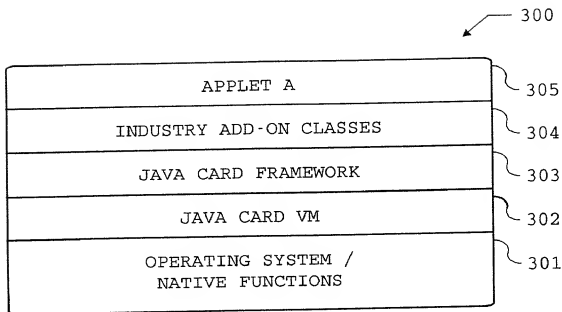 300
APPLET A
305
INDUSTRY ADD-ON CLASSES
304
JAVA CARD FRAMEWORK
303
JAVA CARD VM
302
OPERATING SYSTEM /
NATIVE FUNCTIONS
301